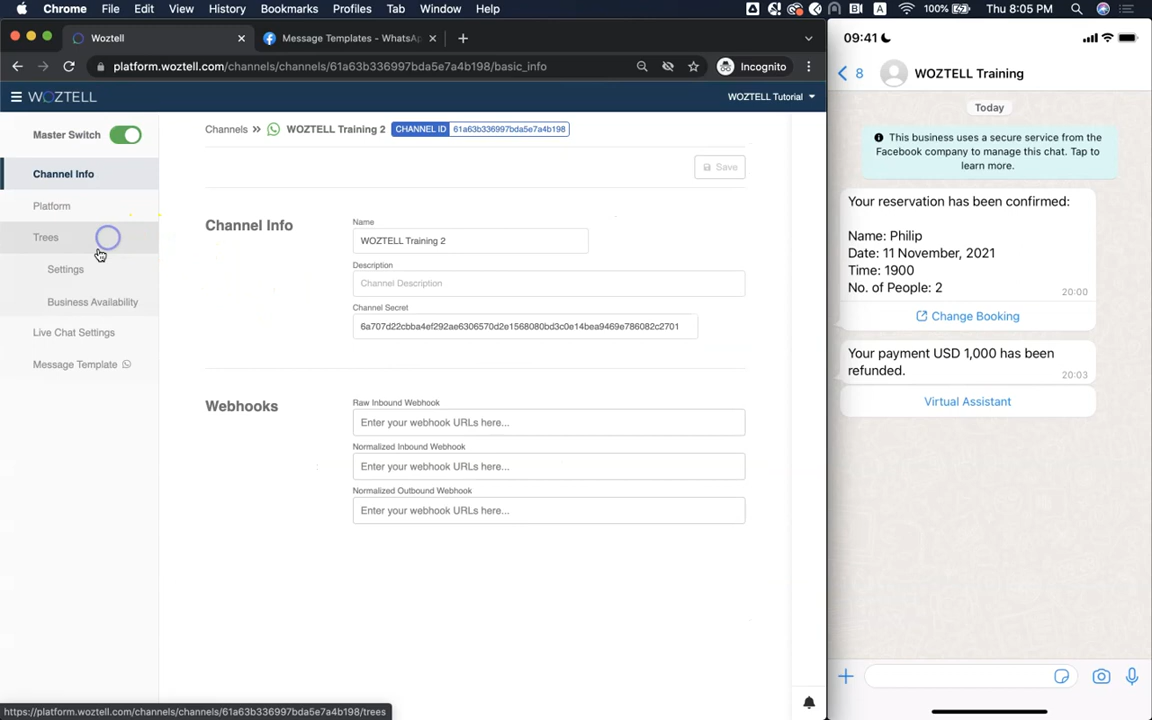 Chrome File Edit View History Bookmarks Profiles Tab Window Help
A 100% Thu 8:05 PM
Woztell
Message Templates - WhatsAp
platform.woztell.com/channels/channels/61a63b336997bda5e7a4b198/basic_info
Incognito
WOZTELL
WOZTELL Tutorial
Master Switch
Channel Info
Platform
Trees
Settings
Business Availability
Live Chat Settings
Message Template
Channels >> WOZTELL Training 2 CHANNEL ID 61a63b336997bda5e7a4b198
Save
Channel Info
Name
WOZTELL Training 2
Description
Channel Description
Channel Secret
6a707d22cbba4ef292ae6306570d2e1568080bd3c0e14bea9469e786082c2701
Webhooks
Raw Inbound Webhook
Enter your webhook URLs here...
Normalized Inbound Webhook
Enter your webhook URLs here...
Normalized Outbound Webhook
Enter your webhook URLs here...
https://platform.woztell.com/channels/channels/61a63b336997bda5e7a4b198/trees
09:41
8 WOZTELL Training
Today
This business uses a secure service from the
Facebook company to manage this chat. Tap to
learn more.
Your reservation has been confirmed:
Name: Philip
Date: 11 November, 2021
Time: 1900
No. of People: 2
20:00
Change Booking
Your payment USD 1,000 has been
refunded.
20:03
Virtual Assistant